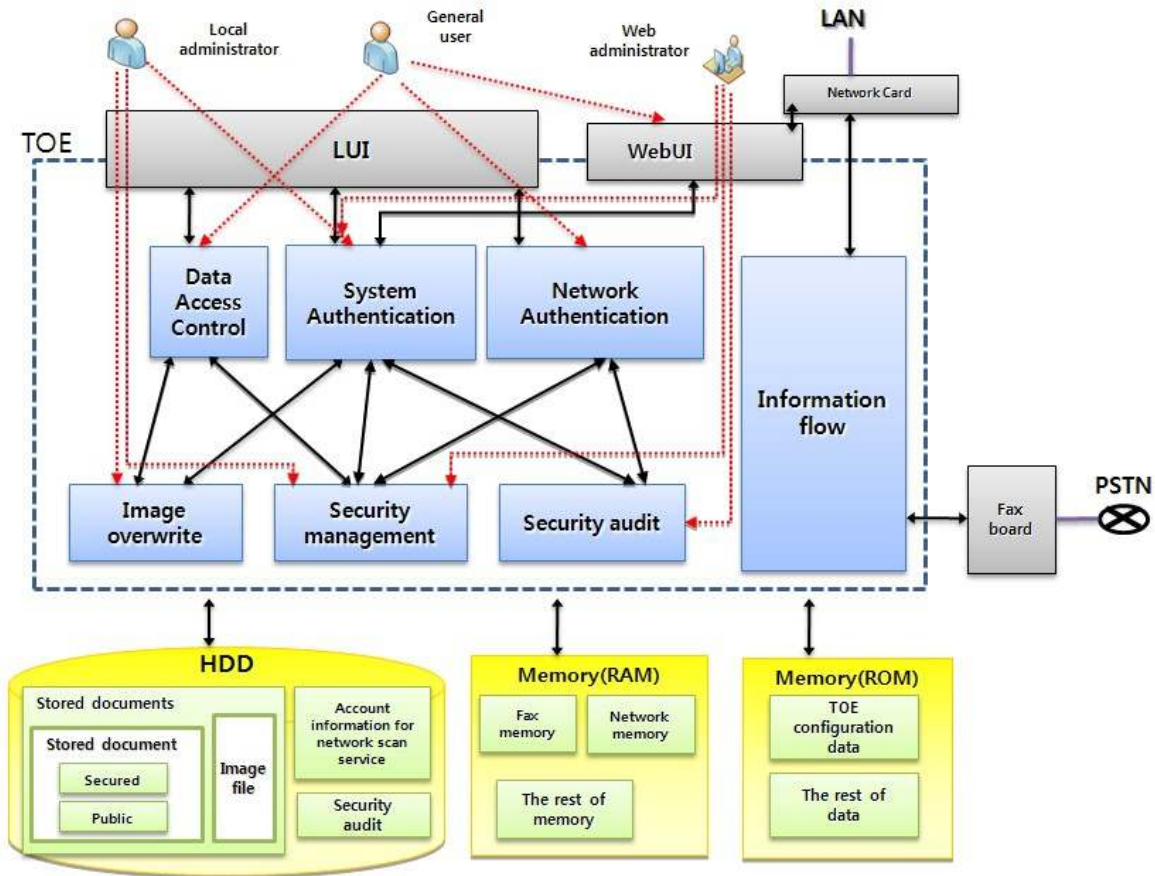 Local
administrator
General
user
Web
administrator
LAN
Network Card
TOE
LUI
WebUI
Data
Access
Control
System
Authentication
Network
Authentication
Information
flow
Image
overwrite
Security
management
Security audit
Fax
board
PSTN
HDD
Stored documents
Stored document
Secured
Public
Image
file
Account
information for
network scan
service
Security
audit
Memory(RAM)
Fax
memory
Network
memory
The rest of
memory
Memory(ROM)
TOE
configuration
data
The rest of
data